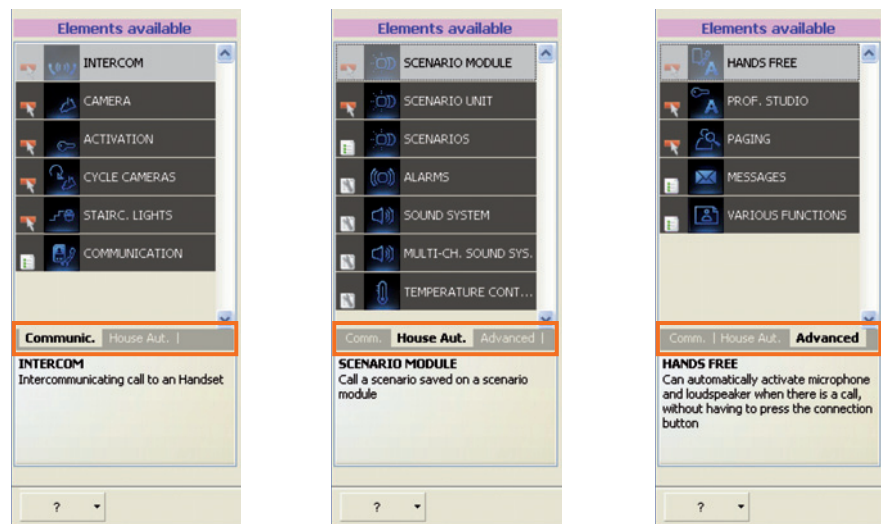 Elements available
INTERCOM
CAMERA
ACTIVATION
CYCLE CAMERAS
STAIRC. LIGHTS
COMMUNICATION
Communic. House Aut. |
INTERCOM
Intercommunicating call to an Handset
?
Elements available
SCENARIO MODULE
SCENARIO UNIT
SCENARIOS
ALARMS
SOUND SYSTEM
MULTI-CH. SOUND SYS.
TEMPERATURE CONT...
Comm. House Aut. Advanced |
SCENARIO MODULE
Call a scenario saved on a scenario
module
?
Elements available
HANDS FREE
PROF. STUDIO
PAGING
MESSAGES
VARIOUS FUNCTIONS
Comm. | House Aut. Advanced
HANDS FREE
Can automatically activate microphone
and loudspeaker when there is a call,
without having to press the connection
button
?